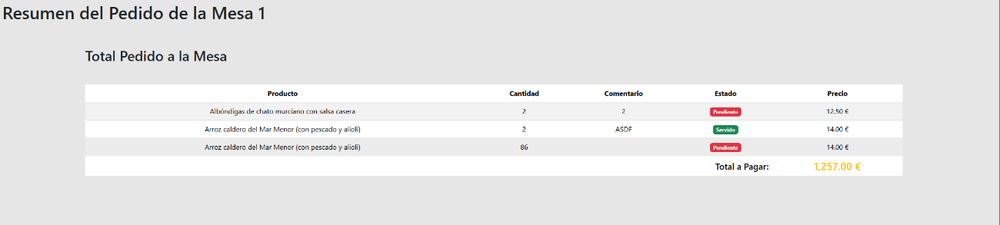 Resumen del Pedido de la Mesa 1
Total Pedido a la Mesa
Producto Cantidad Comentario Estado Precio
Albóndigas de chato murciano con salsa casera 2 2 Pendiente 12.50 €
Arroz caldero del Mar Menor (con pescado y alioli) 2 ASDF Servido 14.00 €
Arroz caldero del Mar Menor (con pescado y alioli) 86 Pendiente 14.00 €
Total a Pagar: 1,257.00 €